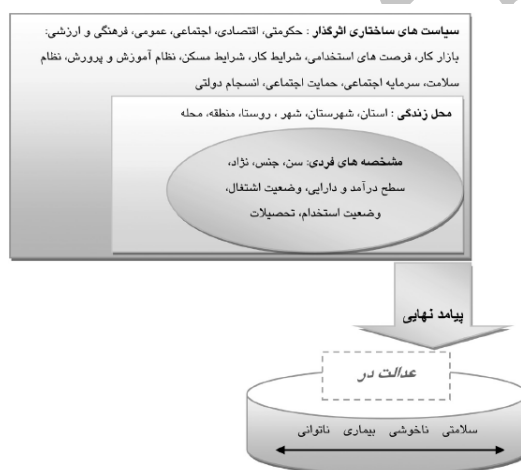 سیاست های ساختاری اثرگذار : حکومتی، اقتصادی، اجتماعی، عمومی، فرهنگی و ارزشی:
بازار کار، فرصت های استخدامی، شرایط کار، شرایط مسکن، نظام آموزش و پرورش، نظام
سلامت، سرمایه اجتماعی، حمایت اجتماعی، انسجام دولتی
محل زندگی : استان، شهرستان، شهر ، روستا، منطقه، محله
مشخصه های فردی: سن، جنس، نژاد،
سطح درآمد و دارایی، وضعیت اشتغال،
وضعیت استخدام، تحصیلات
پیامد نهایی
عدالت در
سلامتی ناخوشی بیماری ناتوانی